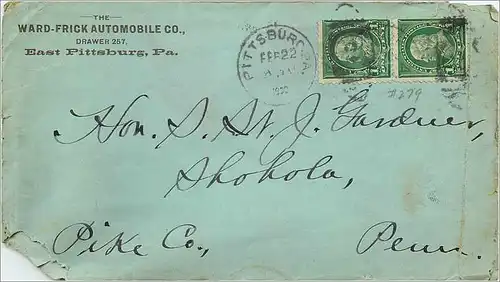 THE
WARD-FRICK AUTOMOBILE CO.,
DRAWER 257,
East Pittsburg, Pa.
PITTSBURG, PA.
FEB 22
#279
Hon. S. St. J. Gardner,
Shohola,
Pike Co., Penn.